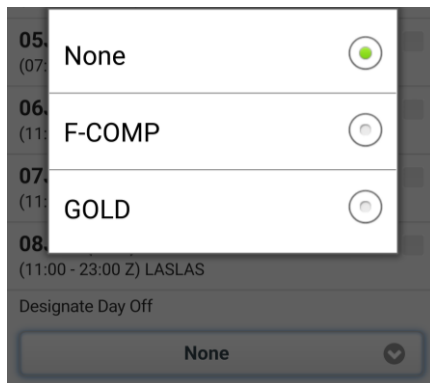 05.
(07:
None
06.
(11:
F-COMP
07.
(11:
GOLD
08.
(11:00 - 23:00 Z) LASLAS
Designate Day Off
None